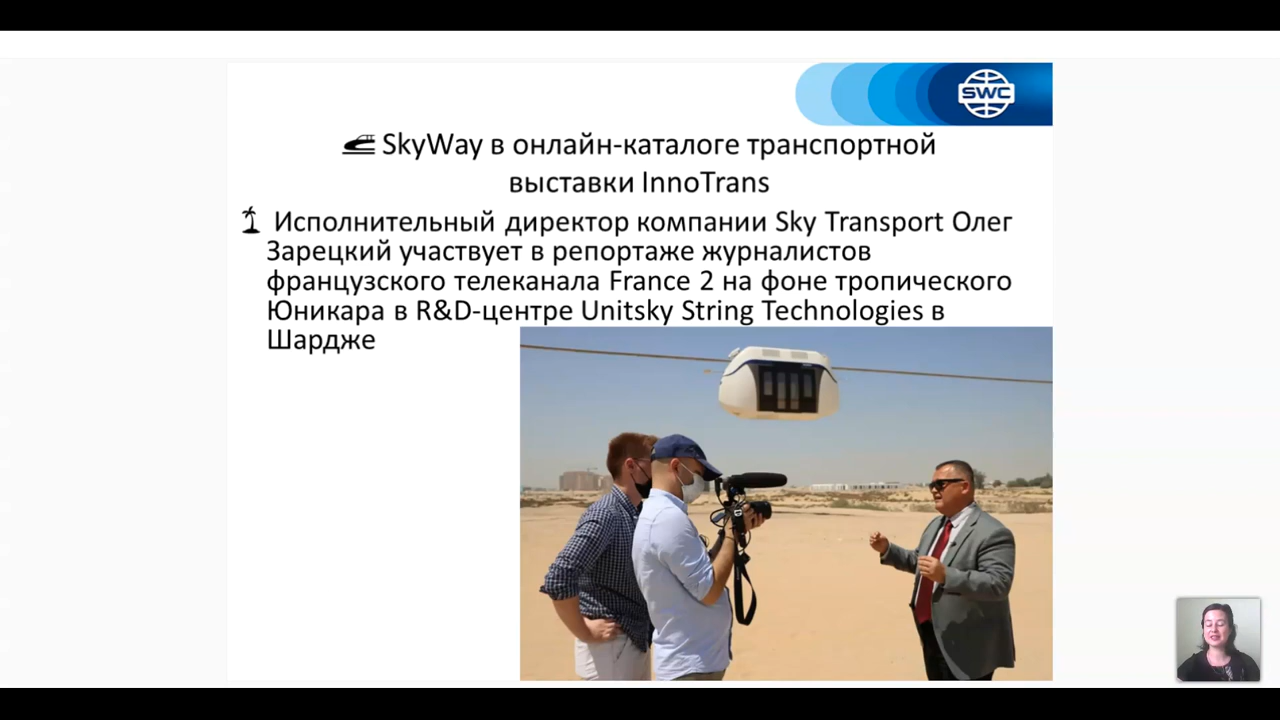 SWC
SkyWay в онлайн-каталоге транспортной
выставки InnoTrans
Исполнительный директор компании Sky Transport Олег
Зарецкий участвует в репортаже журналистов
французского телеканала France 2 на фоне тропического
Юникара в R&D-центре Unitsky String Technologies в
Шардже